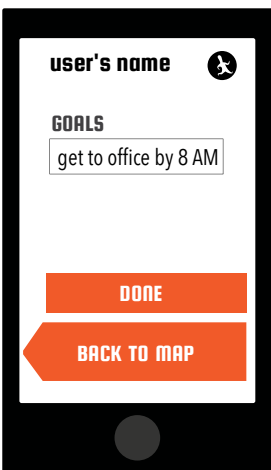 user's name
GOALS
get to office by 8 AM
DONE
BACK TO MAP